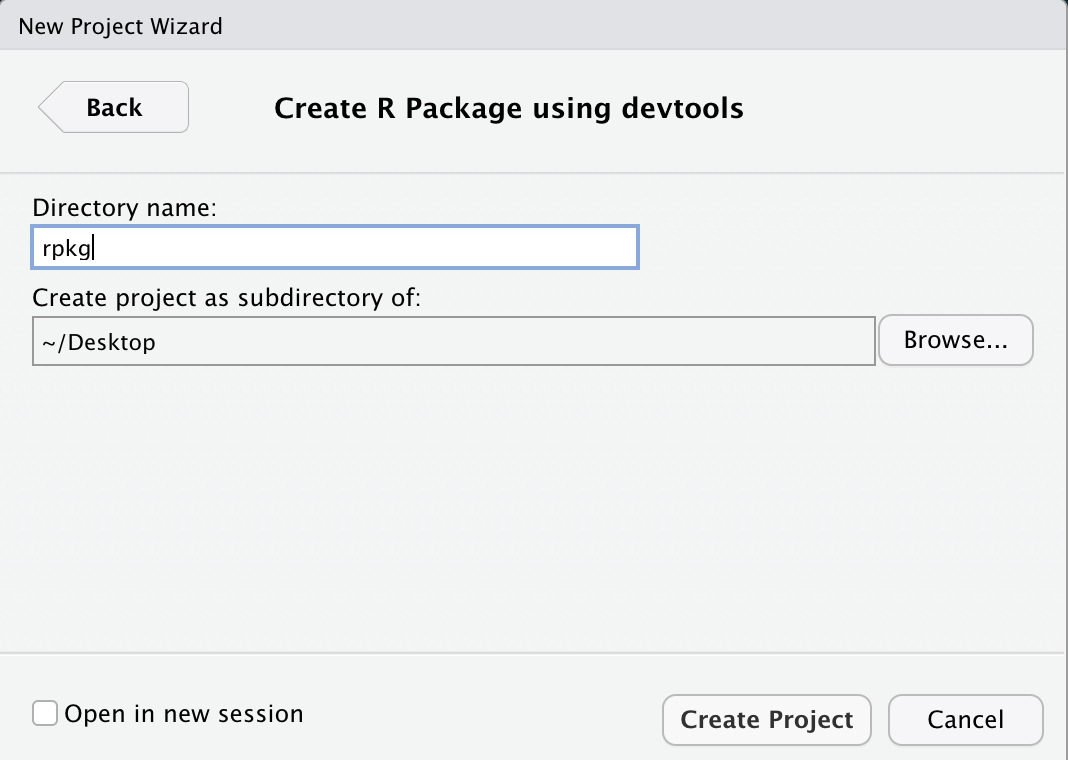 New Project Wizard
Back
Create R Package using devtools
Directory name:
rpkg
Create project as subdirectory of:
~/Desktop
Browse...
Open in new session
Create Project
Cancel